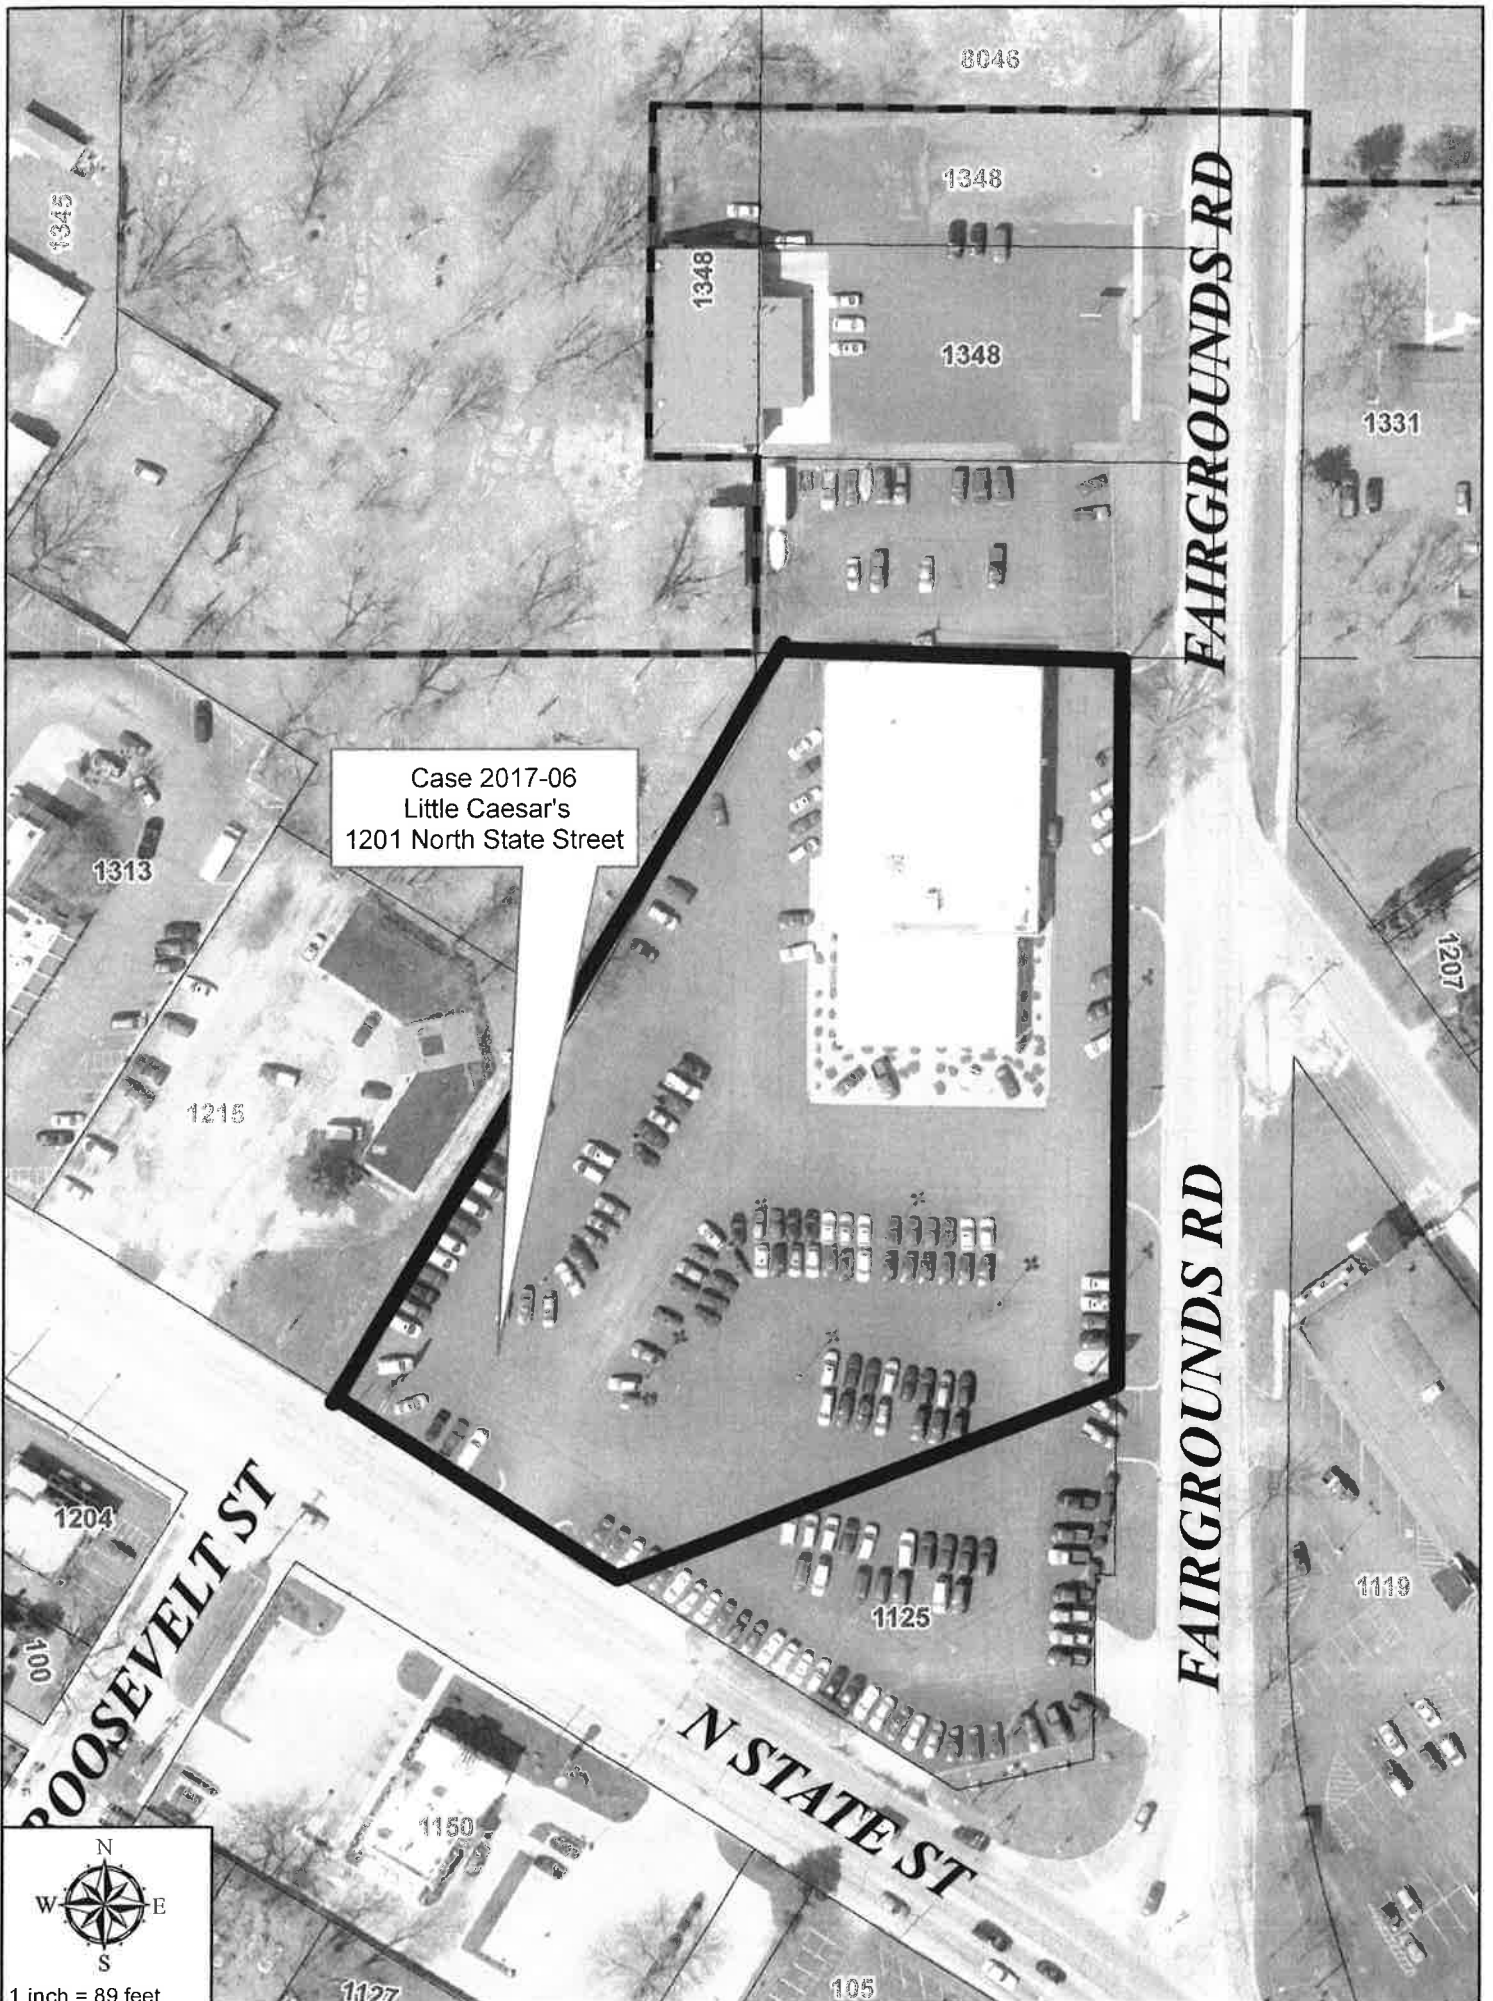 8046
1348
1345
1348
FAIRGROUNDS RD
1348
1331
Case 2017-06
Little Caesar's
1201 North State Street
1313
1207
1215
FAIRGROUNDS RD
1204
ROOSEVELT ST
1119
1125
100
N STATE ST
1150
N
W E
S
1 inch = 89 feet
1127
105